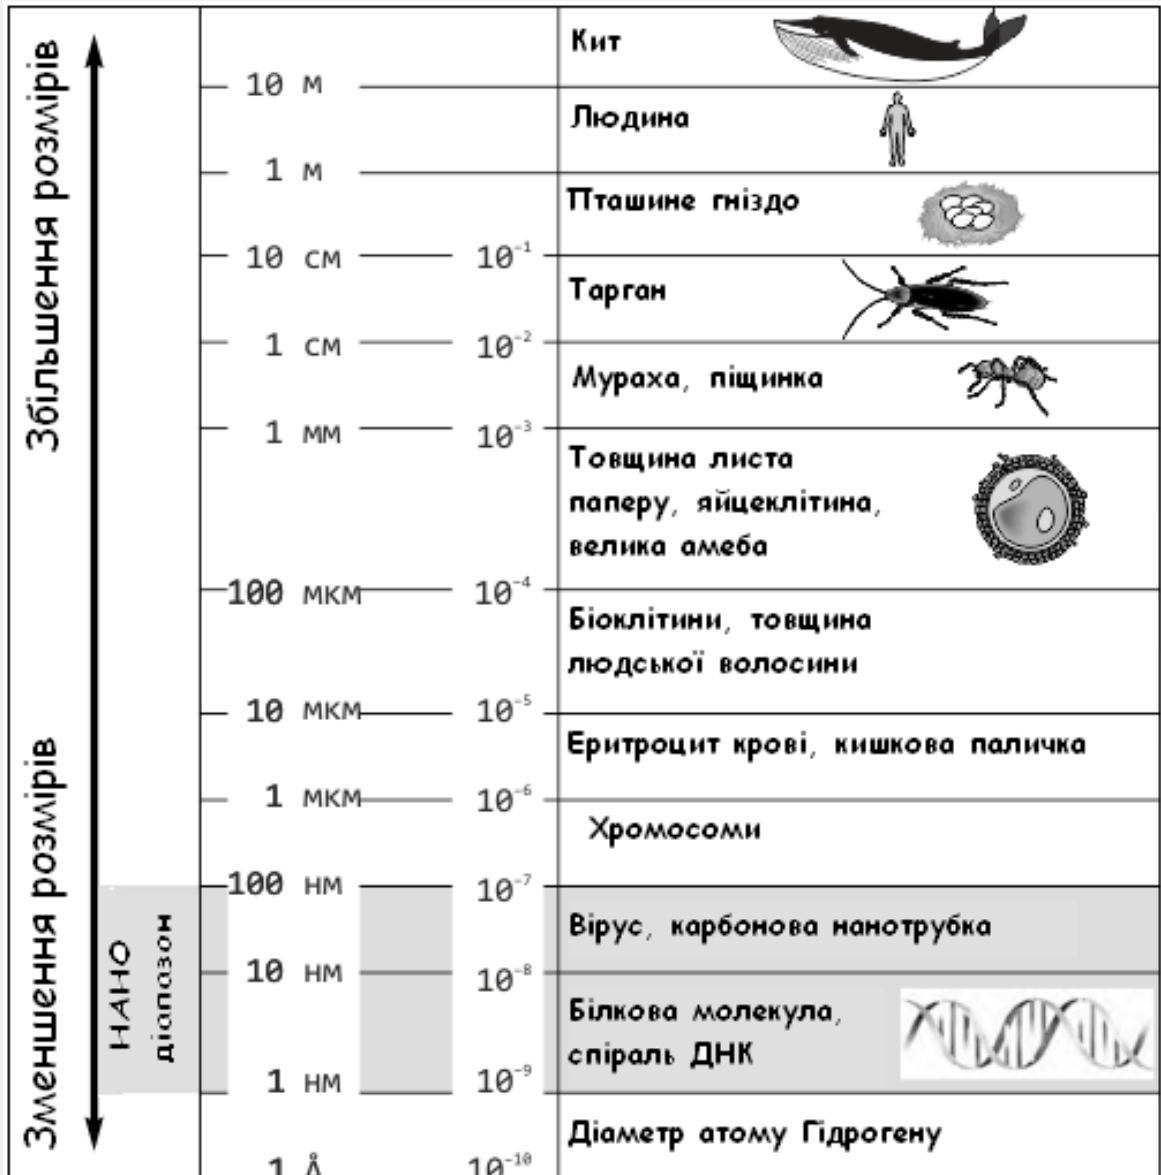 Збільшення розмірів
Зменшення розмірів
НАНО
діапазон
Кит
10 м
Людина
1 м
Пташине гніздо
10 см 10⁻¹
Тарган
1 см 10⁻²
Мураха, піщинка
1 мм 10⁻³
Товщина листа
паперу, яйцеклітина,
велика амеба
100 мкм 10⁻⁴
Біоклітини, товщина
людської волосини
10 мкм 10⁻⁵
Еритроцит крові, кишкова паличка
1 мкм 10⁻⁶
Хромосоми
100 нм 10⁻⁷
Вірус, карбонова нанотрубка
10 нм 10⁻⁸
Білкова молекула,
спіраль ДНК
1 нм 10⁻⁹
Діаметр атому Гідрогену
1 Å 10⁻¹⁰